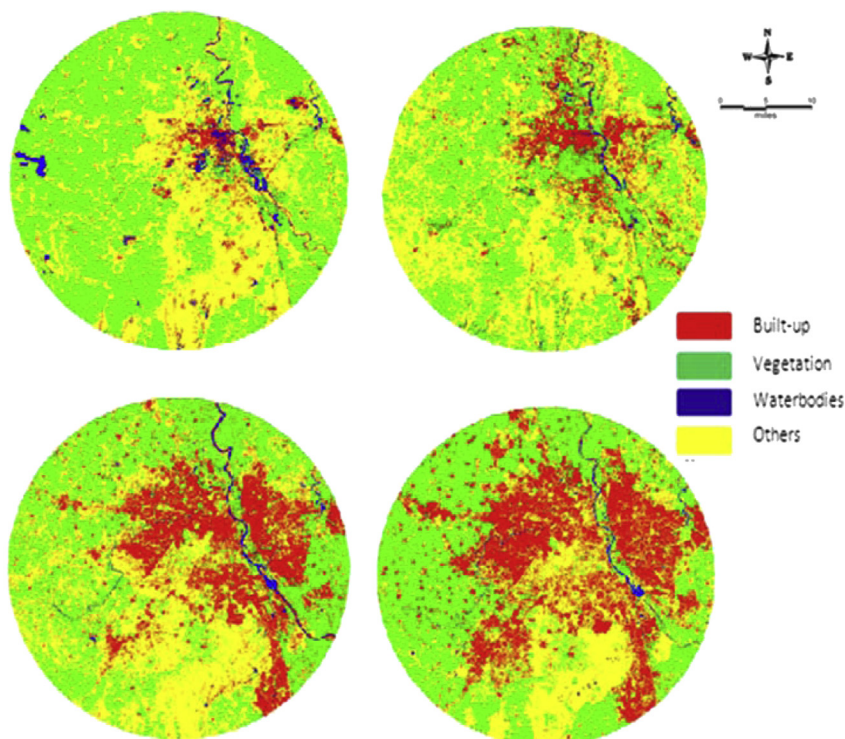 N
W E
S
0 5 10
miles
Built-up
Vegetation
Waterbodies
Others